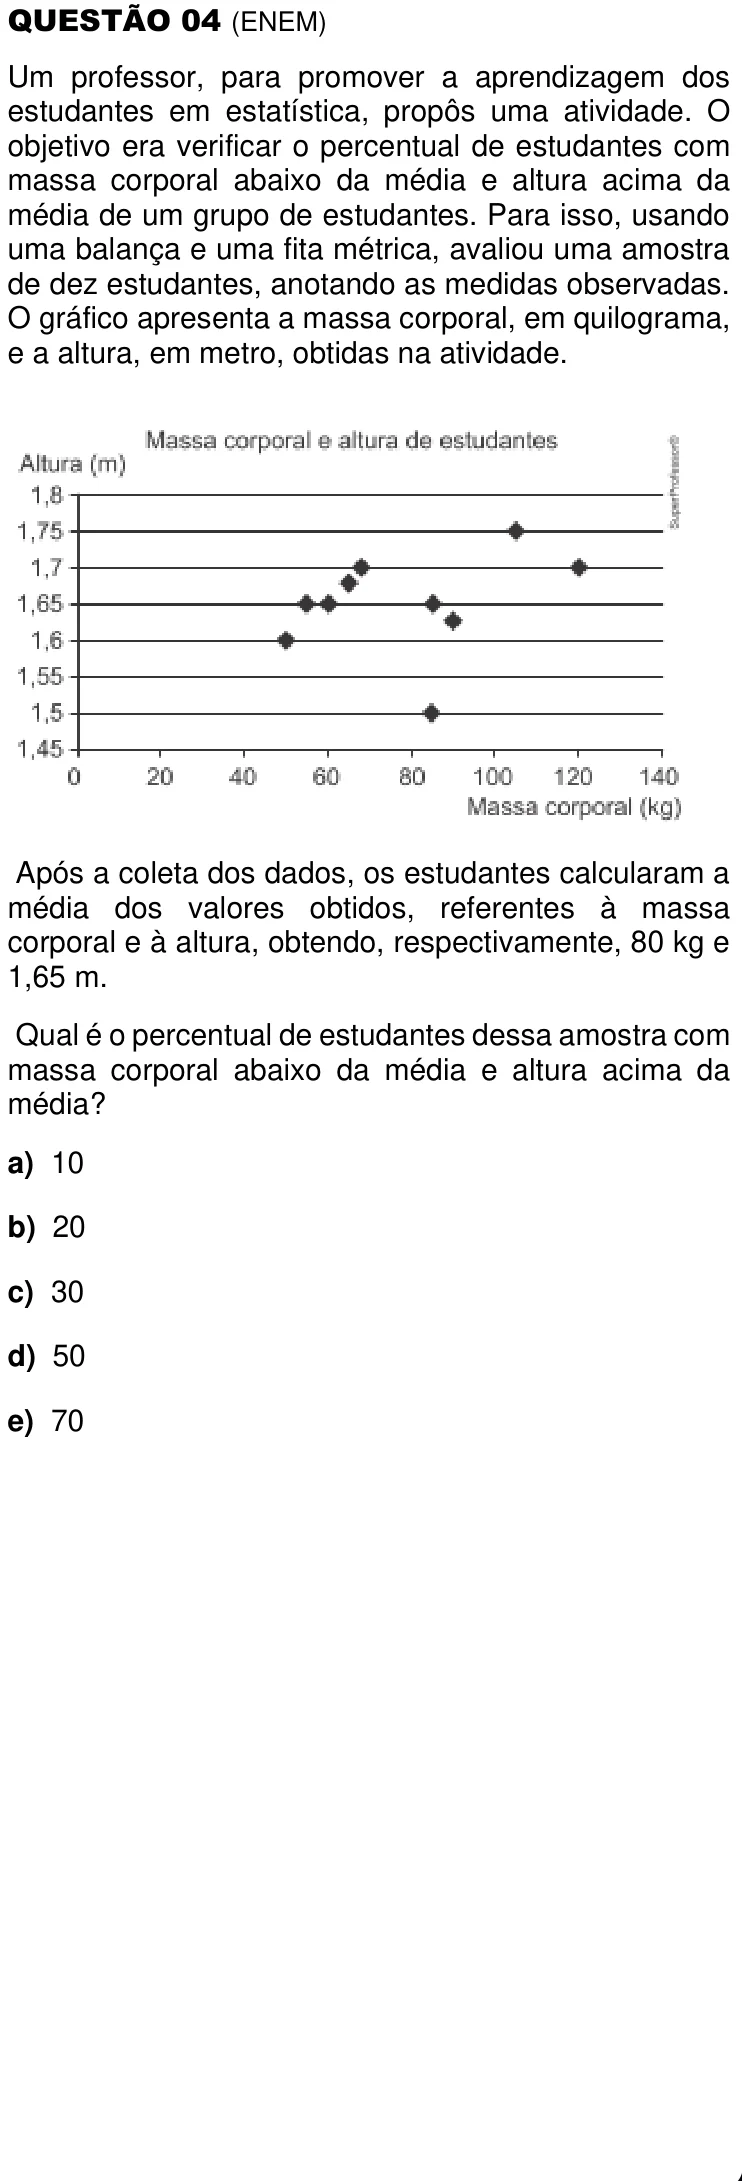 QUESTÃO 04 (ENEM)
Um professor, para promover a aprendizagem dos
estudantes em estatística, propôs uma atividade. O
objetivo era verificar o percentual de estudantes com
massa corporal abaixo da média e altura acima da
média de um grupo de estudantes. Para isso, usando
uma balança e uma fita métrica, avaliou uma amostra
de dez estudantes, anotando as medidas observadas.
O gráfico apresenta a massa corporal, em quilograma,
e a altura, em metro, obtidas na atividade.
Massa corporal e altura de estudantes
SuperProfessor®
Altura (m)
1,8
1,75
1,7
1,65
1,6
1,55
1,5
1,45
0 20 40 60 80 100 120 140
Massa corporal (kg)
Após a coleta dos dados, os estudantes calcularam a
média dos valores obtidos, referentes à massa
corporal e à altura, obtendo, respectivamente, 80 kg e
1,65 m.
Qual é o percentual de estudantes dessa amostra com
massa corporal abaixo da média e altura acima da
média?
a) 10
b) 20
c) 30
d) 50
e) 70